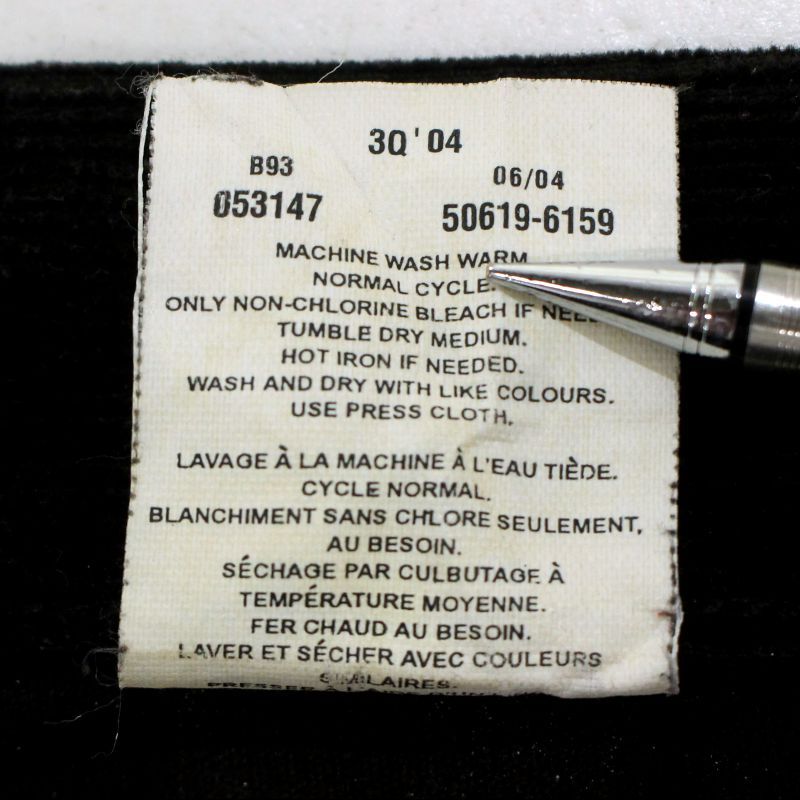 3Q '04
B93
06/04
053147
50619-6159
MACHINE WASH WARM
NORMAL CYCLE.
ONLY NON-CHLORINE BLEACH IF
TUMBLE DRY MEDIUM.
HOT IRON IF NEEDED.
WASH AND DRY WITH LIKE COLOURS.
USE PRESS CLOTH.
LAVAGE À LA MACHINE À L'EAU TIÈDE.
CYCLE NORMAL.
BLANCHIMENT SANS CHLORE SEULEMENT,
AU BESOIN.
SÉCHAGE PAR CULBUTAGE À
TEMPÉRATURE MOYENNE.
FER CHAUD AU BESOIN.
LAVER ET SÉCHER AVEC COULEURS
SIMILAIRES.
PRESSER À